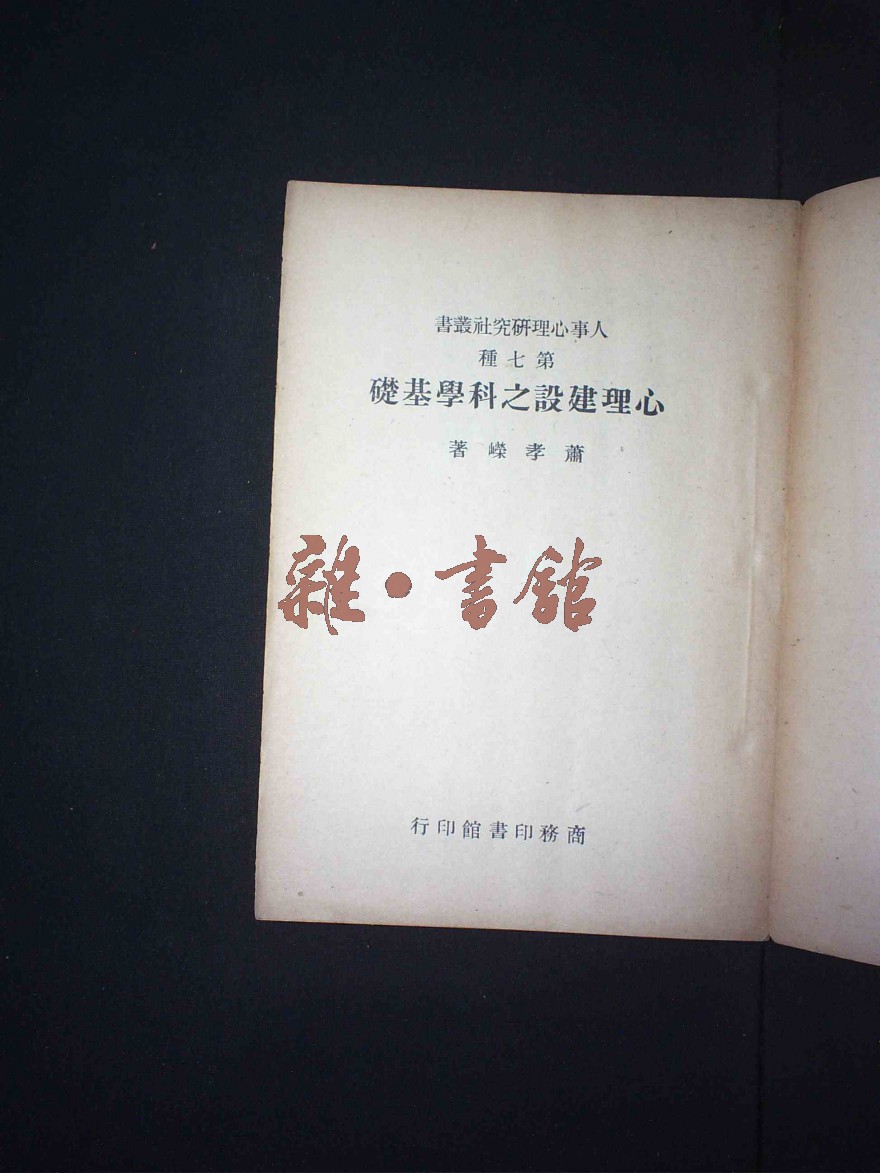 人事心理研究社叢書
第七種
心理建設之科學基礎
蕭孝嶸著
雜·書館
商務印書館印行